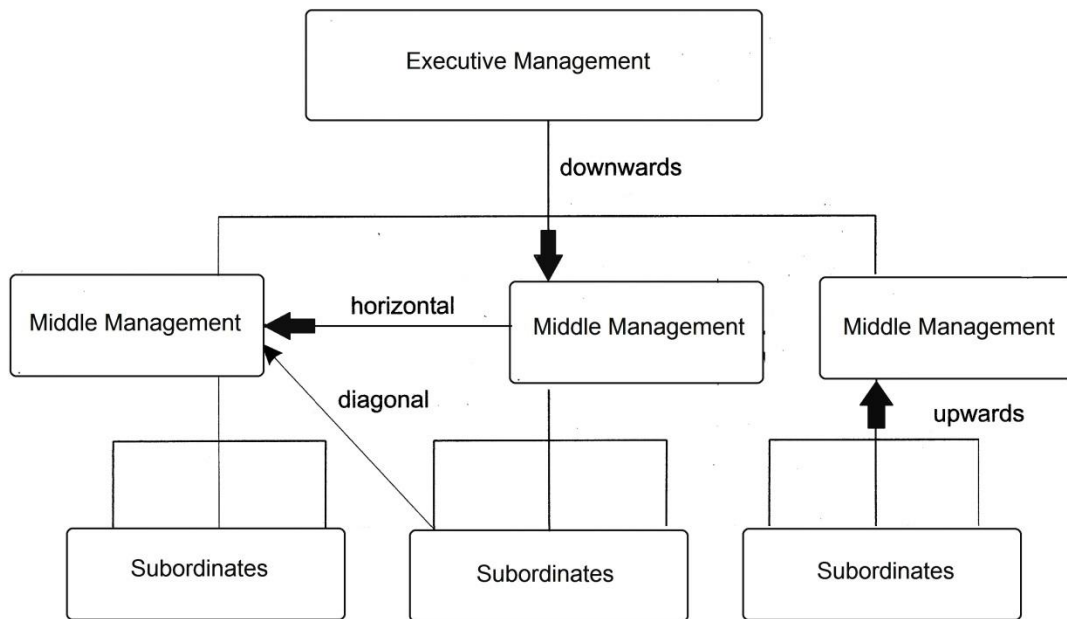 Executive Management
downwards
Middle Management
horizontal
Middle Management
Middle Management
diagonal
upwards
Subordinates
Subordinates
Subordinates